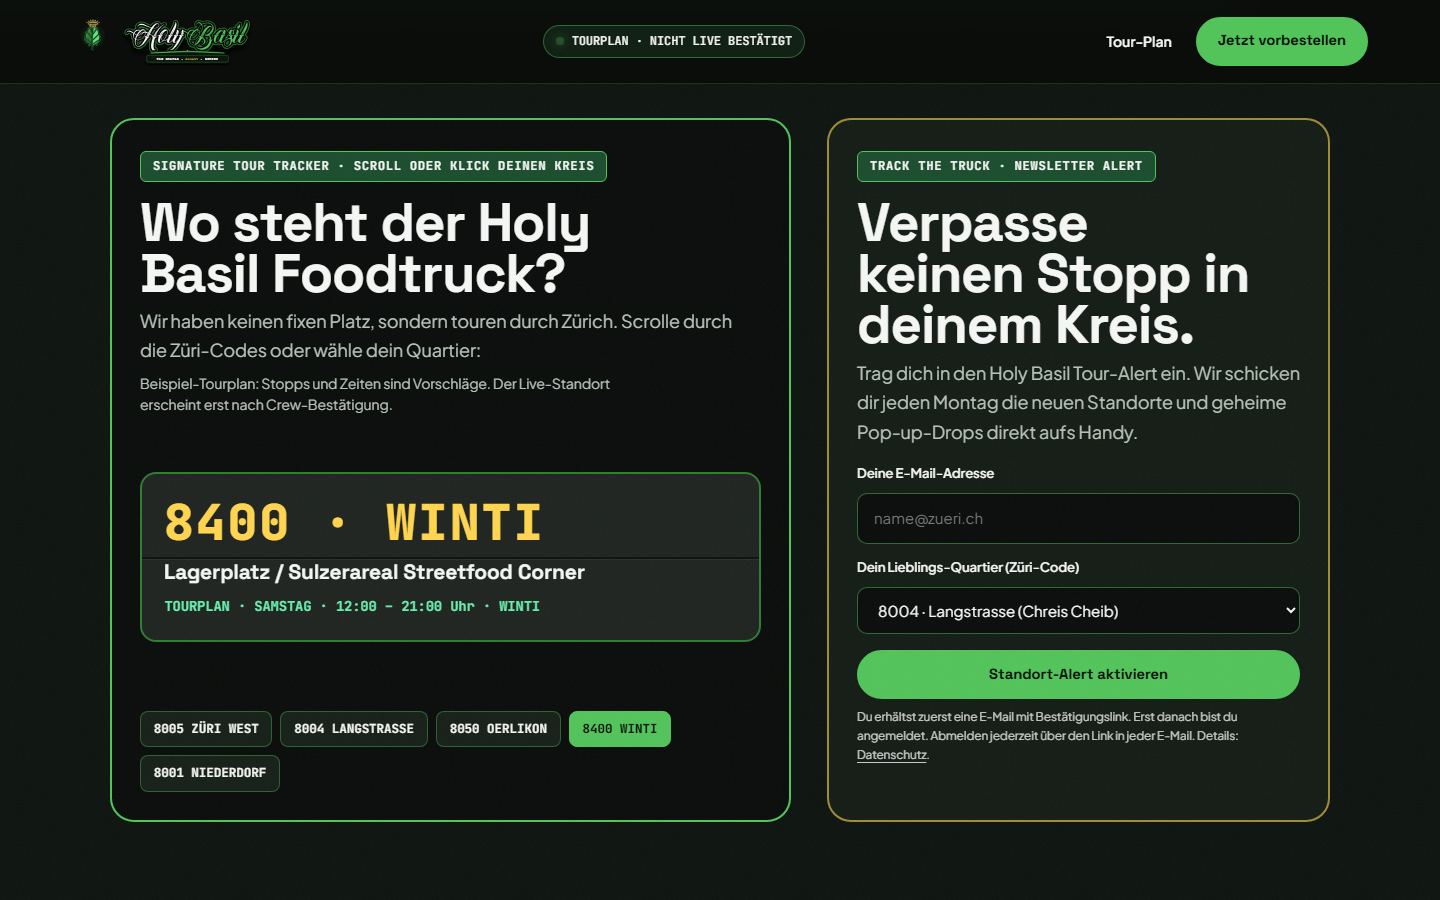 Holy Basil
TOURPLAN · NICHT LIVE BESTÄTIGT
Tour-Plan
Jetzt vorbestellen
SIGNATURE TOUR TRACKER · SCROLL ODER KLICK DEINEN KREIS
Wo steht der Holy
Basil Foodtruck?
Wir haben keinen fixen Platz, sondern touren durch Zürich. Scrolle durch
die Züri-Codes oder wähle dein Quartier:
Beispiel-Tourplan: Stopps und Zeiten sind Vorschläge. Der Live-Standort
erscheint erst nach Crew-Bestätigung.
8400 · WINTI
Lagerplatz / Sulzerareal Streetfood Corner
TOURPLAN · SAMSTAG · 12:00 – 21:00 Uhr · WINTI
8005 ZÜRI WEST
8004 LANGSTRASSE
8050 OERLIKON
8400 WINTI
8001 NIEDERDORF
TRACK THE TRUCK · NEWSLETTER ALERT
Verpasse
keinen Stopp in
deinem Kreis.
Trag dich in den Holy Basil Tour-Alert ein. Wir schicken
dir jeden Montag die neuen Standorte und geheime
Pop-up-Drops direkt aufs Handy.
Deine E-Mail-Adresse
name@zueri.ch
Dein Lieblings-Quartier (Züri-Code)
8004 · Langstrasse (Chreis Cheib)
Standort-Alert aktivieren
Du erhältst zuerst eine E-Mail mit Bestätigungslink. Erst danach bist du
angemeldet. Abmelden jederzeit über den Link in jeder E-Mail. Details:
Datenschutz.